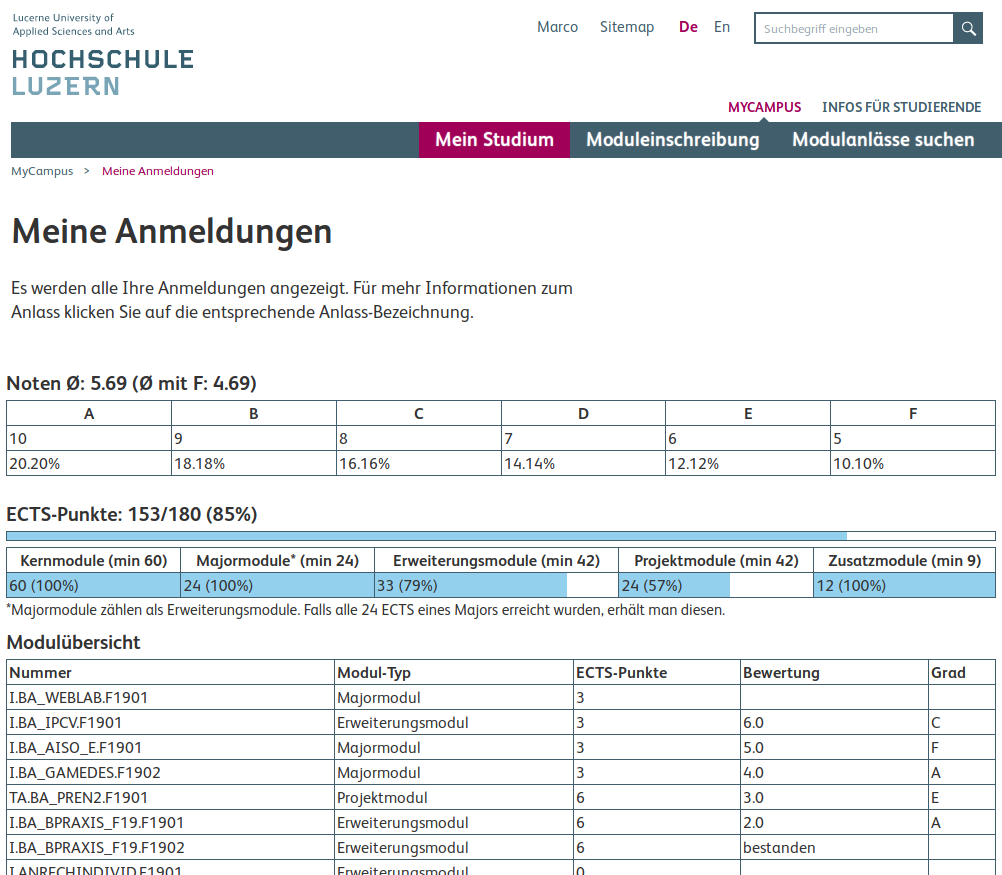 Lucerne University of
Applied Sciences and Arts
HOCHSCHULE
LUZERN
Marco Sitemap De En Suchbegriff eingeben
MYCAMPUS INFOS FÜR STUDIERENDE
Mein Studium Moduleinschreibung Modulanlässe suchen
MyCampus > Meine Anmeldungen
Meine Anmeldungen
Es werden alle Ihre Anmeldungen angezeigt. Für mehr Informationen zum
Anlass klicken Sie auf die entsprechende Anlass-Bezeichnung.
Noten Ø: 5.69 (Ø mit F: 4.69)
A B C D E F
10 9 8 7 6 5
20.20% 18.18% 16.16% 14.14% 12.12% 10.10%
ECTS-Punkte: 153/180 (85%)
Kernmodule (min 60) Majormodule* (min 24) Erweiterungsmodule (min 42) Projektmodule (min 42) Zusatzmodule (min 9)
60 (100%) 24 (100%) 33 (79%) 24 (57%) 12 (100%)
*Majormodule zählen als Erweiterungsmodule. Falls alle 24 ECTS eines Majors erreicht wurden, erhält man diesen.
Modulübersicht
Nummer Modul-Typ ECTS-Punkte Bewertung Grad
I.BA_WEBLAB.F1901 Majormodul 3
I.BA_IPCV.F1901 Erweiterungsmodul 3 6.0 C
I.BA_AISO_E.F1901 Majormodul 3 5.0 F
I.BA_GAMEDES.F1902 Majormodul 3 4.0 A
TA.BA_PREN2.F1901 Projektmodul 6 3.0 E
I.BA_BPRAXIS_F19.F1901 Erweiterungsmodul 6 2.0 A
I.BA_BPRAXIS_F19.F1902 Erweiterungsmodul 6 bestanden
I.ANRECHINDIVID.F1901 Erweiterungsmodul 0